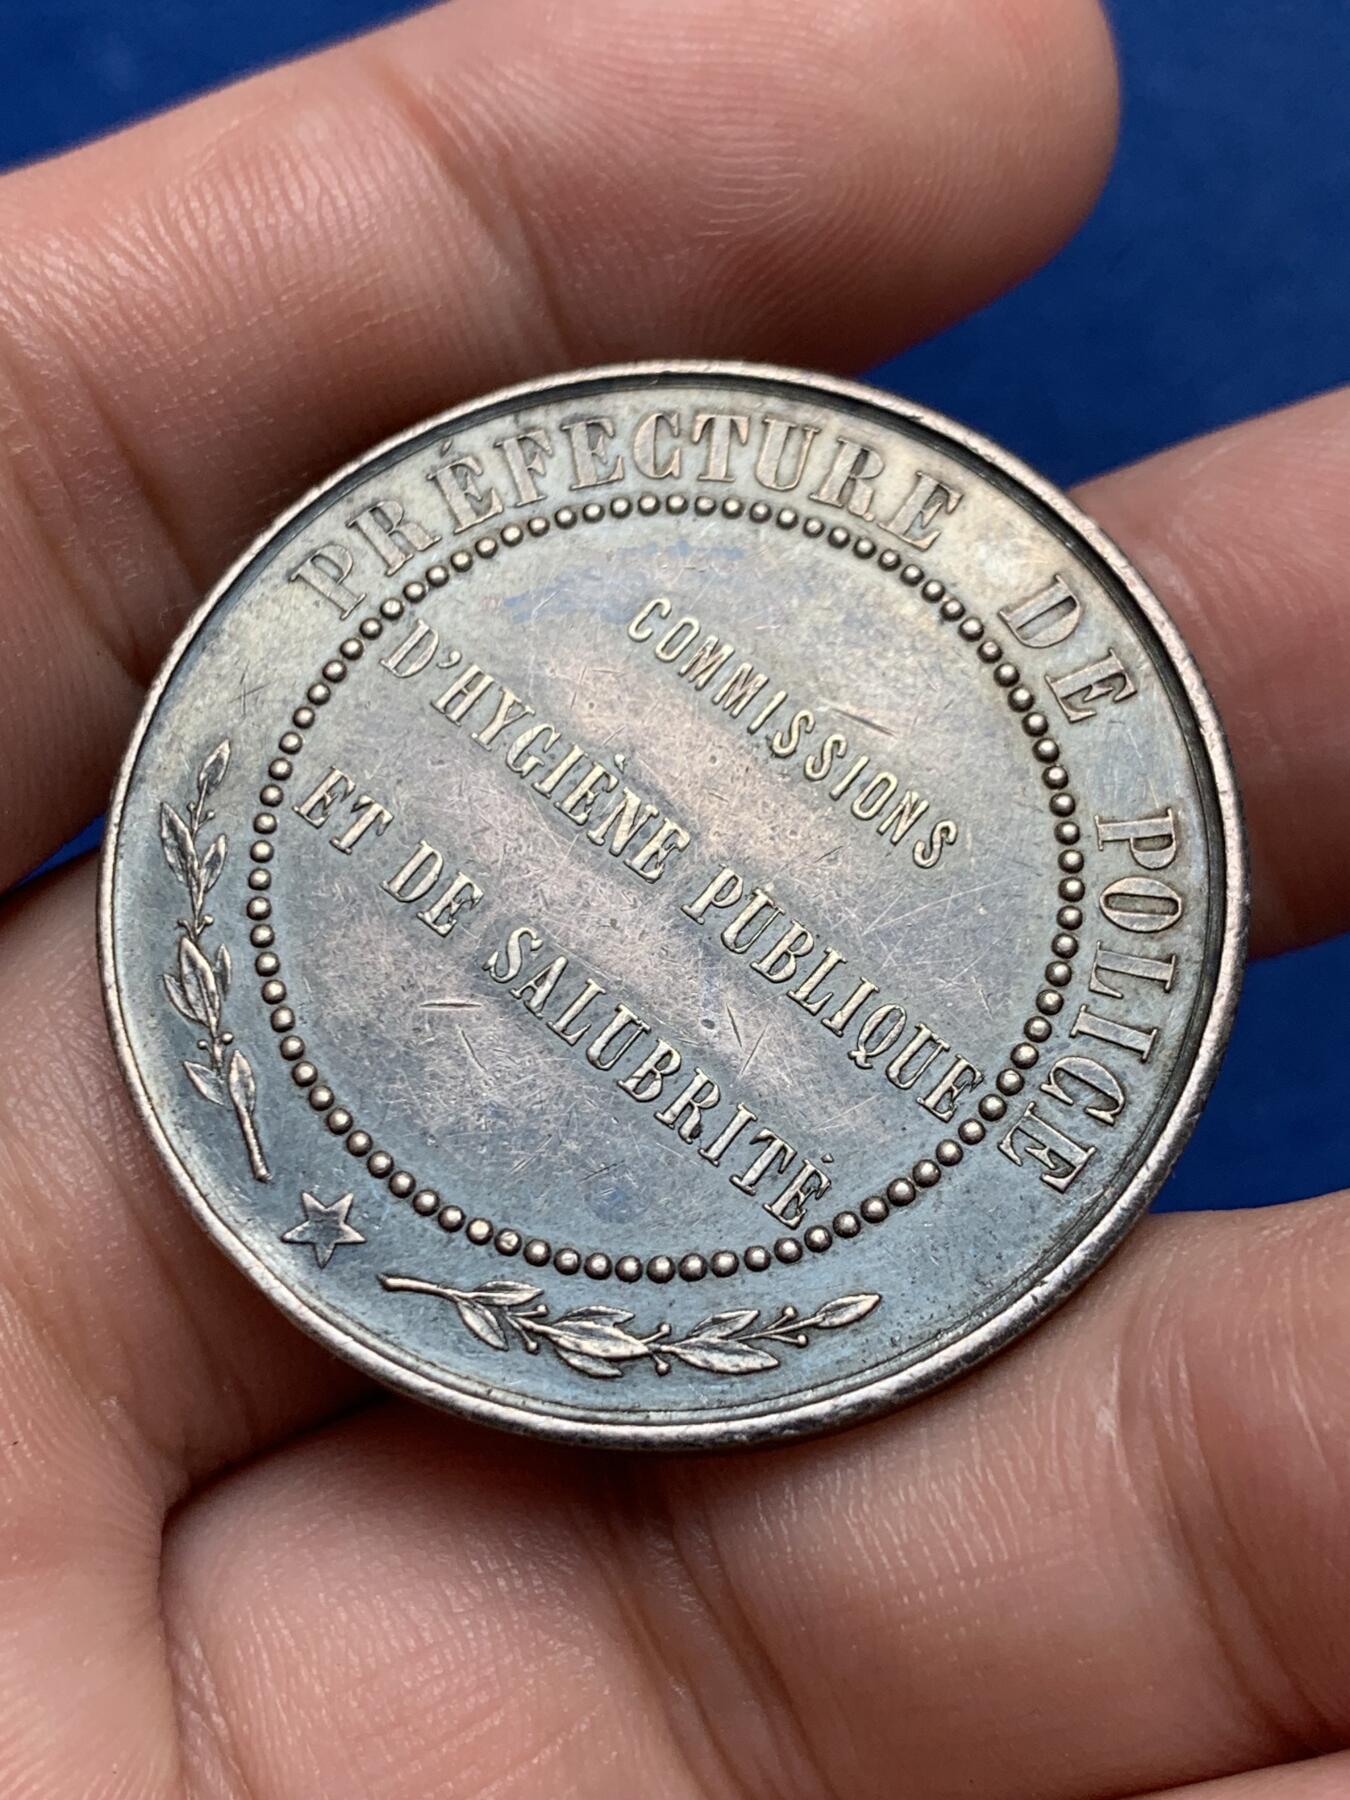 PRÉFECTURE DE POLICE
COMMISSIONS
D'HYGIÈNE PUBLIQUE
ET DE SALUBRITÉ